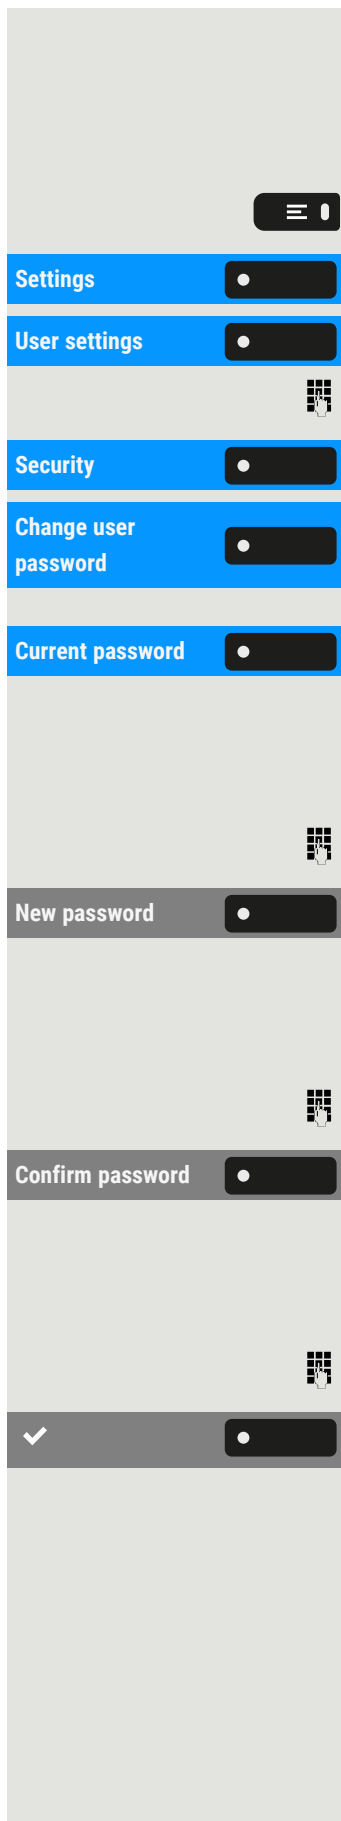 Settings
User settings
Security
Change user
password
Current password
New password
Confirm password